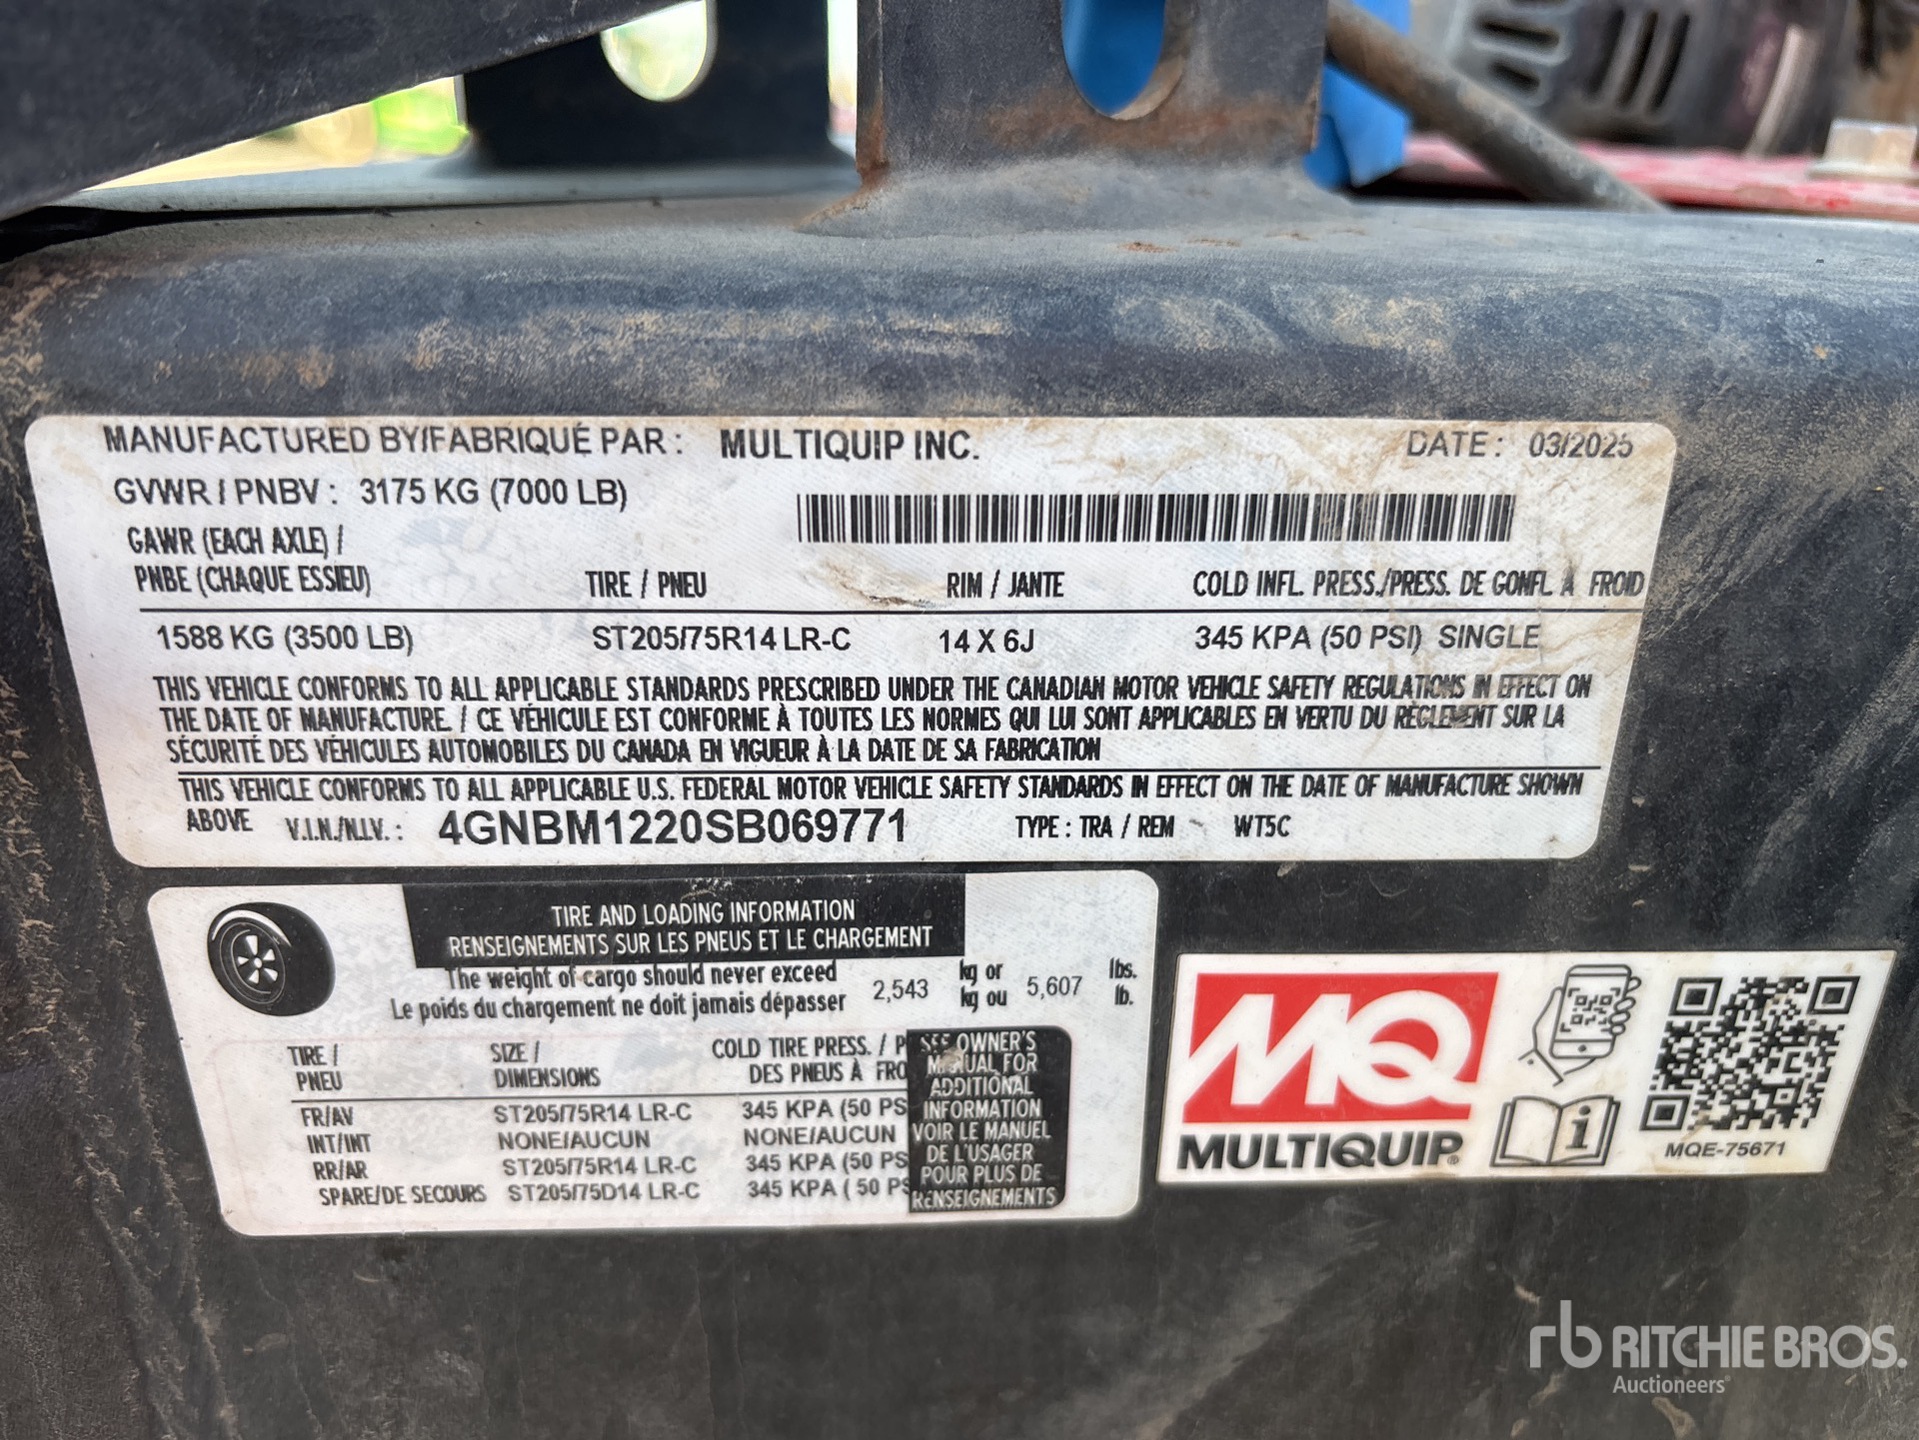 MANUFACTURED BY/FABRIQUÉ PAR : MULTIQUIP INC. DATE : 03/2025
GVWR / PNBV : 3175 KG (7000 LB)
GAWR (EACH AXLE) /
PNBE (CHAQUE ESSIEU) TIRE / PNEU RIM / JANTE COLD INFL. PRESS./PRESS. DE GONFL À FROID
1588 KG (3500 LB) ST205/75R14 LR-C 14 X 6J 345 KPA (50 PSI) SINGLE
THIS VEHICLE CONFORMS TO ALL APPLICABLE STANDARDS PRESCRIBED UNDER THE CANADIAN MOTOR VEHICLE SAFETY REGULATIONS IN EFFECT ON
THE DATE OF MANUFACTURE. / CE VÉHICULE EST CONFORME À TOUTES LES NORMES QUI LUI SONT APPLICABLES EN VERTU DU RÈGLEMENT SUR LA
SÉCURITÉ DES VÉHICULES AUTOMOBILES DU CANADA EN VIGUEUR À LA DATE DE SA FABRICATION
THIS VEHICLE CONFORMS TO ALL APPLICABLE U.S. FEDERAL MOTOR VEHICLE SAFETY STANDARDS IN EFFECT ON THE DATE OF MANUFACTURE SHOWN
ABOVE V.I.N./N.I.V. : 4GNBM1220SB069771 TYPE : TRA / REM WT5C
TIRE AND LOADING INFORMATION
RENSEIGNEMENTS SUR LES PNEUS ET LE CHARGEMENT
The weight of cargo should never exceed 2,543 kg or 5,607 lbs.
Le poids du chargement ne doit jamais dépasser kg ou lb.
TIRE / SIZE / COLD TIRE PRESS. / P
PNEU DIMENSIONS DES PNEUS À FRO
FR/AV ST205/75R14 LR-C 345 KPA (50 PS
INT/INT NONE/AUCUN NONE/AUCUN
RR/AR ST205/75R14 LR-C 345 KPA (50 PS
SPARE/DE SECOURS ST205/75D14 LR-C 345 KPA ( 50 PS
SEE OWNER'S
MANUAL FOR
ADDITIONAL
INFORMATION
VOIR LE MANUEL
DE L'USAGER
POUR PLUS DE
RENSEIGNEMENTS
MQ
MULTIQUIP
i
MQE-75671
rb RITCHIE BROS.
Auctioneers